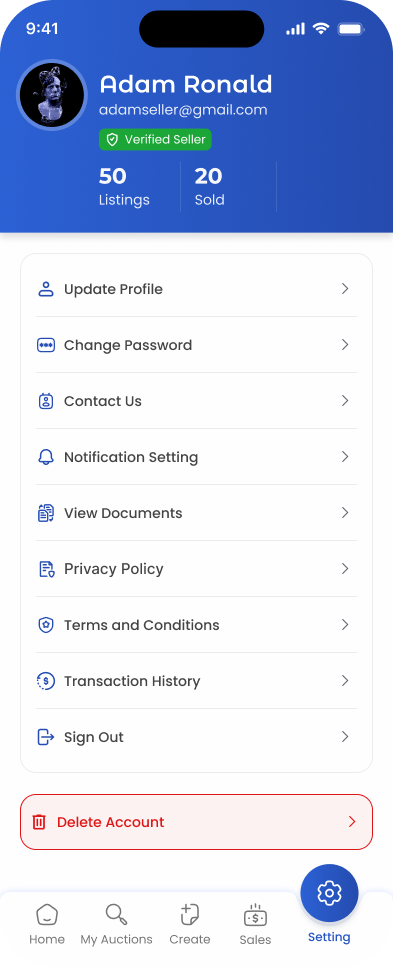 9:41
Adam Ronald
adamseller@gmail.com
Verified Seller
50 20
Listings Sold
Update Profile
Change Password
Contact Us
Notification Setting
View Documents
Privacy Policy
Terms and Conditions
Transaction History
Sign Out
Delete Account
Home My Auctions Create Sales Setting